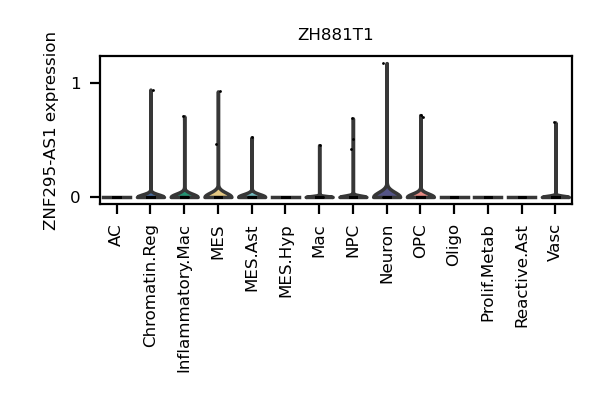 ZH881T1
ZNF295-AS1 expression
1
0
AC
Chromatin.Reg
Inflammatory.Mac
MES
MES.Ast
MES.Hyp
Mac
NPC
Neuron
OPC
Oligo
Prolif.Metab
Reactive.Ast
Vasc